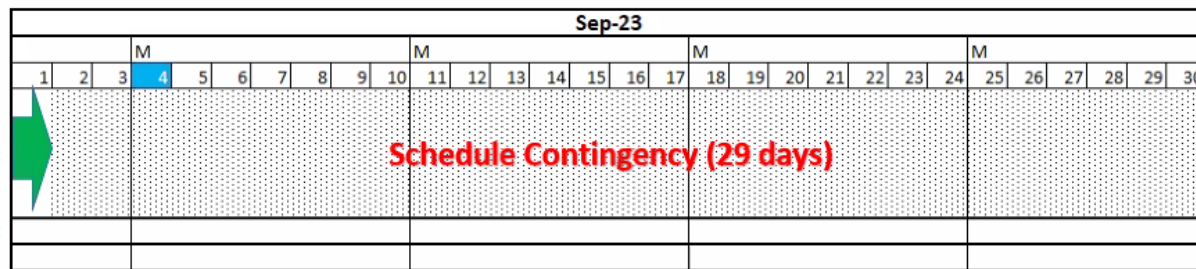 Sep-23
M M M M
1 2 3 4 5 6 7 8 9 10 11 12 13 14 15 16 17 18 19 20 21 22 23 24 25 26 27 28 29 30
Schedule Contingency (29 days)